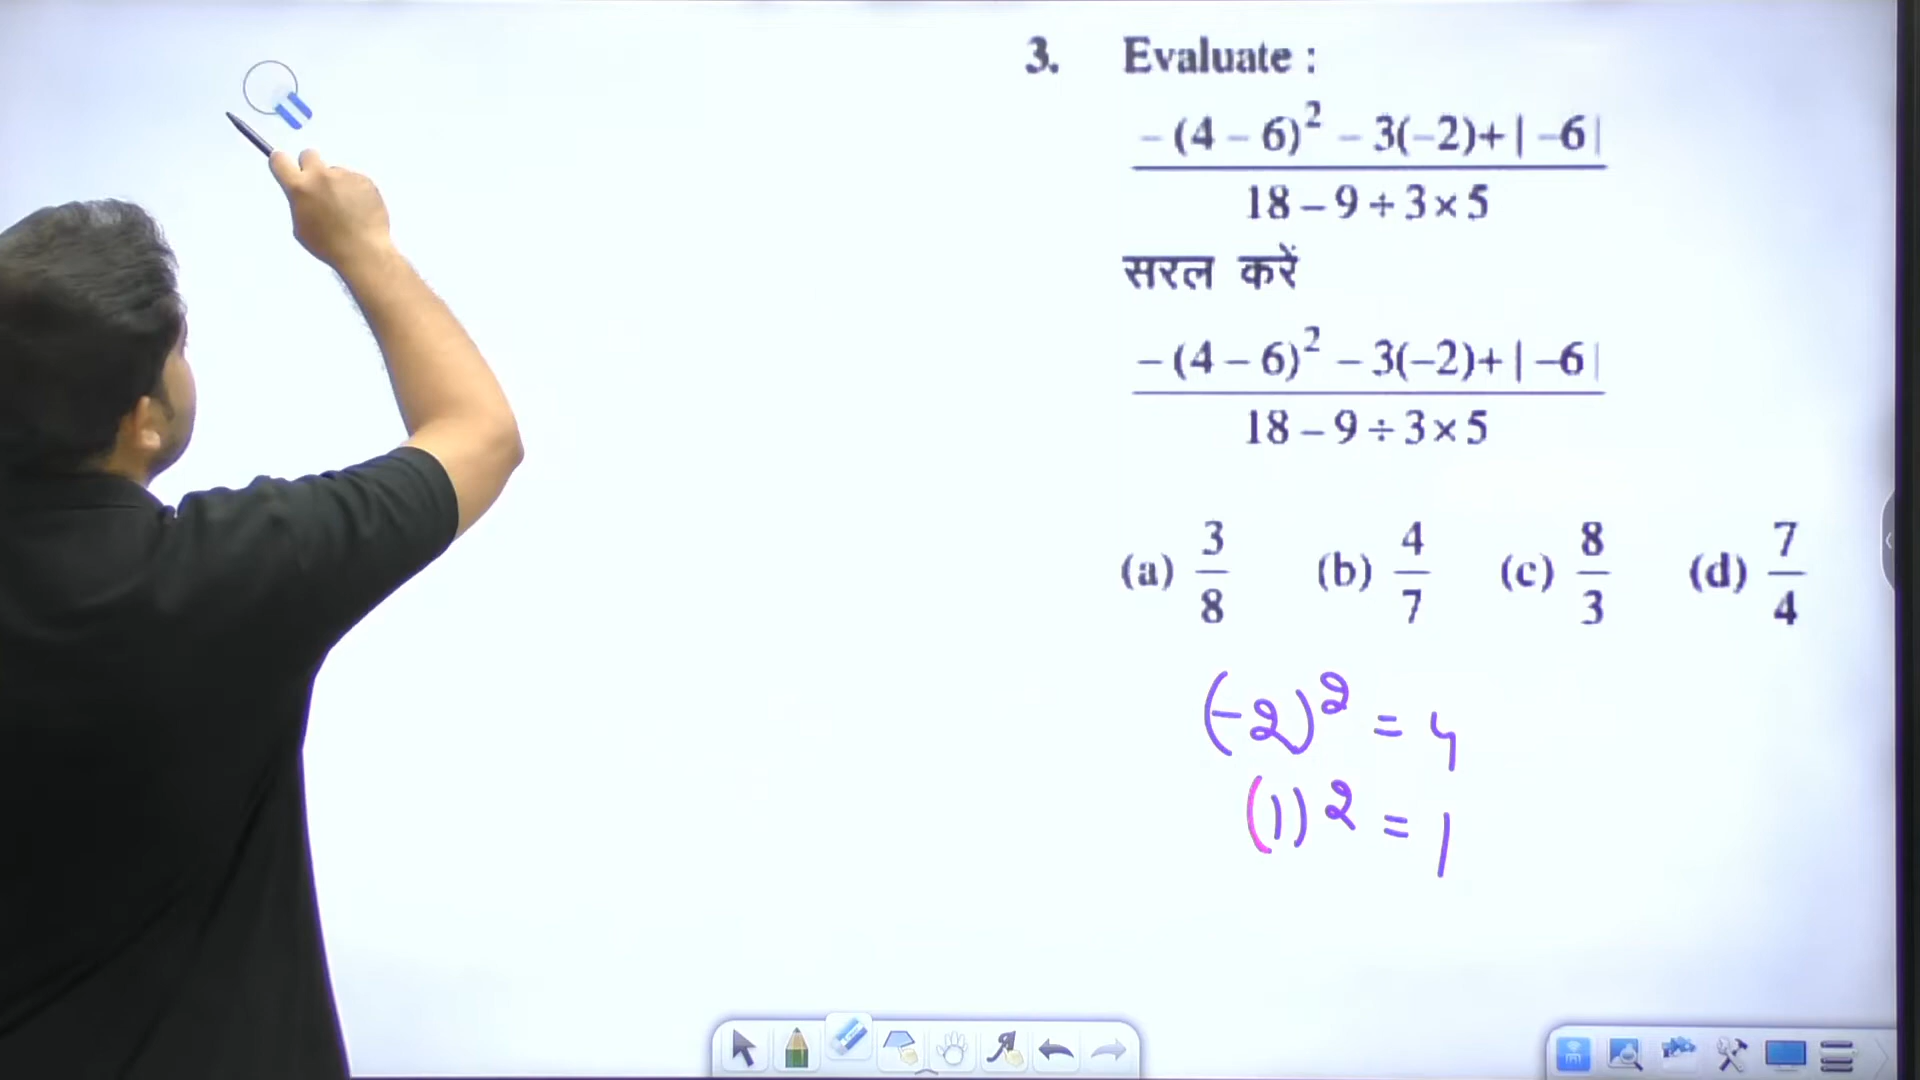 3. Evaluate :
– (4 – 6)² – 3(–2)+| –6|
18 – 9 ÷ 3 × 5
सरल करें
– (4 – 6)² – 3(–2)+| –6|
18 – 9 ÷ 3 × 5
(a) 3/8 (b) 4/7 (c) 8/3 (d) 7/4
(-2)² = 4
(1)² = 1